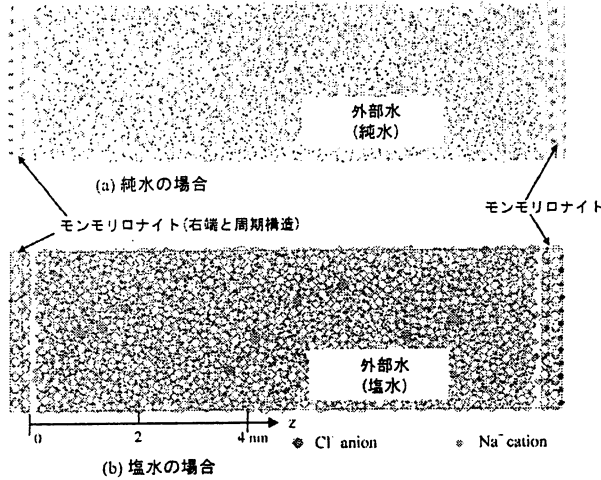 外部水
(純水)
(a) 純水の場合
モンモリロナイト(右端と周期構造)
モンモリロナイト
外部水
(塩水)
0
2
4 nm
z
Cl⁻ anion
Na⁻ cation
(b) 塩水の場合